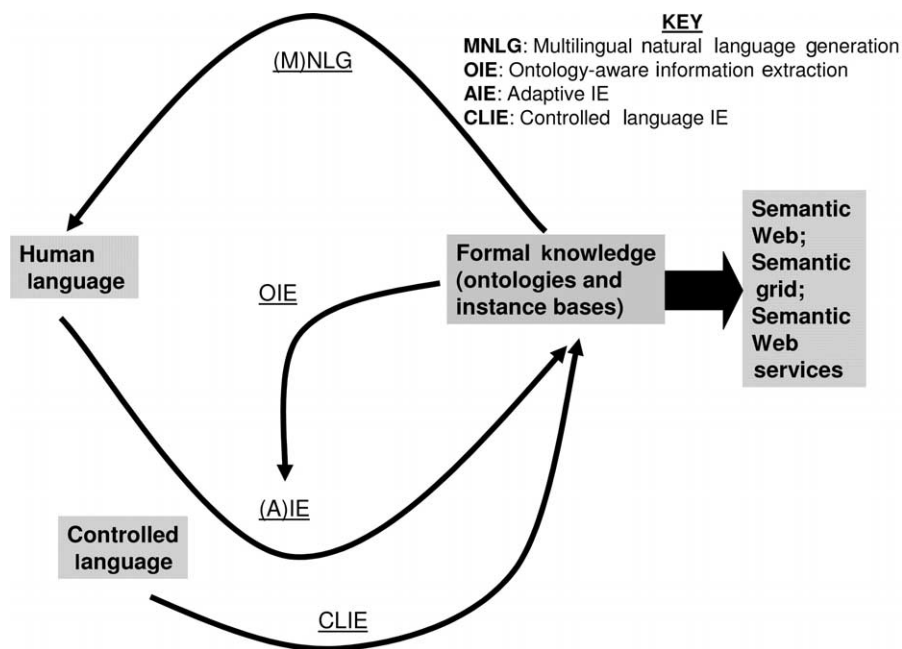 KEY
MNLG: Multilingual natural language generation
OIE: Ontology-aware information extraction
AIE: Adaptive IE
CLIE: Controlled language IE
(M)NLG
Human
language
OIE
Formal knowledge
(ontologies and
instance bases)
Semantic
Web;
Semantic
grid;
Semantic
Web
services
(A)IE
Controlled
language
CLIE